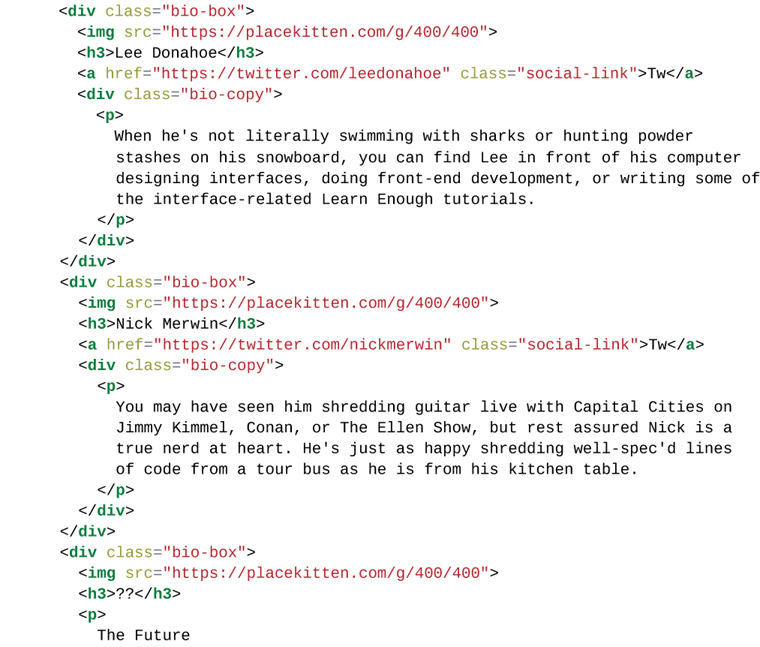 <div class="bio-box">
<img src="https://placekitten.com/g/400/400">
<h3>Lee Donahoe</h3>
<a href="https://twitter.com/leedonahoe" class="social-link">Tw</a>
<div class="bio-copy">
<p>
When he's not literally swimming with sharks or hunting powder
stashes on his snowboard, you can find Lee in front of his computer
designing interfaces, doing front-end development, or writing some of
the interface-related Learn Enough tutorials.
</p>
</div>
</div>
<div class="bio-box">
<img src="https://placekitten.com/g/400/400">
<h3>Nick Merwin</h3>
<a href="https://twitter.com/nickmerwin" class="social-link">Tw</a>
<div class="bio-copy">
<p>
You may have seen him shredding guitar live with Capital Cities on
Jimmy Kimmel, Conan, or The Ellen Show, but rest assured Nick is a
true nerd at heart. He's just as happy shredding well-spec'd lines
of code from a tour bus as he is from his kitchen table.
</p>
</div>
</div>
<div class="bio-box">
<img src="https://placekitten.com/g/400/400">
<h3>??</h3>
<p>
The Future